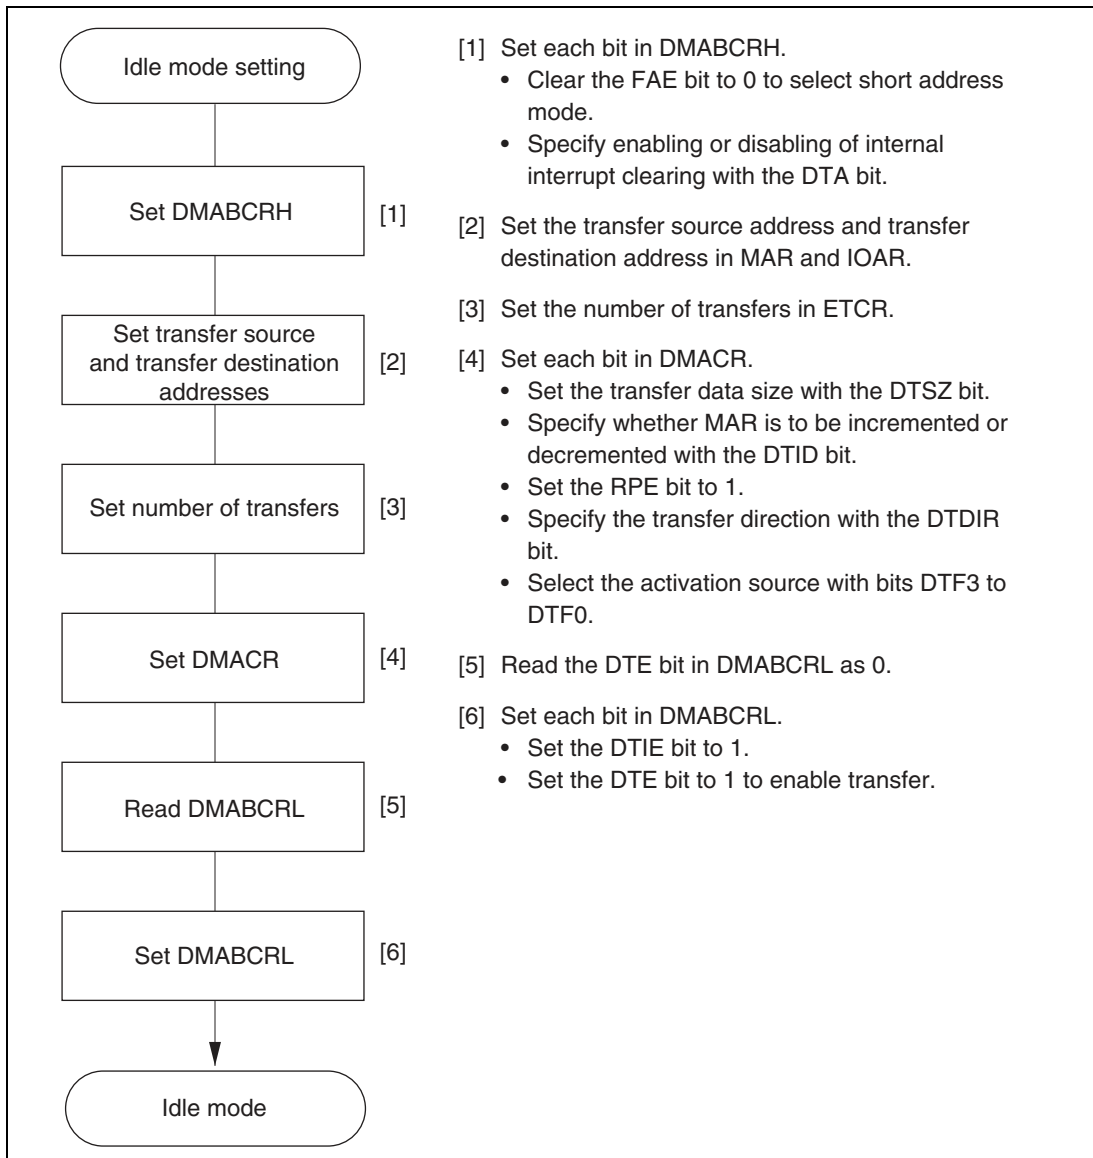 Idle mode setting
Set DMABCRH
[1]
Set transfer source
and transfer destination
addresses
[2]
Set number of transfers
[3]
Set DMACR
[4]
Read DMABCRL
[5]
Set DMABCRL
[6]
Idle mode
[1] Set each bit in DMABCRH.
• Clear the FAE bit to 0 to select short address
mode.
• Specify enabling or disabling of internal
interrupt clearing with the DTA bit.
[2] Set the transfer source address and transfer
destination address in MAR and IOAR.
[3] Set the number of transfers in ETCR.
[4] Set each bit in DMACR.
• Set the transfer data size with the DTSZ bit.
• Specify whether MAR is to be incremented or
decremented with the DTID bit.
• Set the RPE bit to 1.
• Specify the transfer direction with the DTDIR
bit.
• Select the activation source with bits DTF3 to
DTF0.
[5] Read the DTE bit in DMABCRL as 0.
[6] Set each bit in DMABCRL.
• Set the DTIE bit to 1.
• Set the DTE bit to 1 to enable transfer.